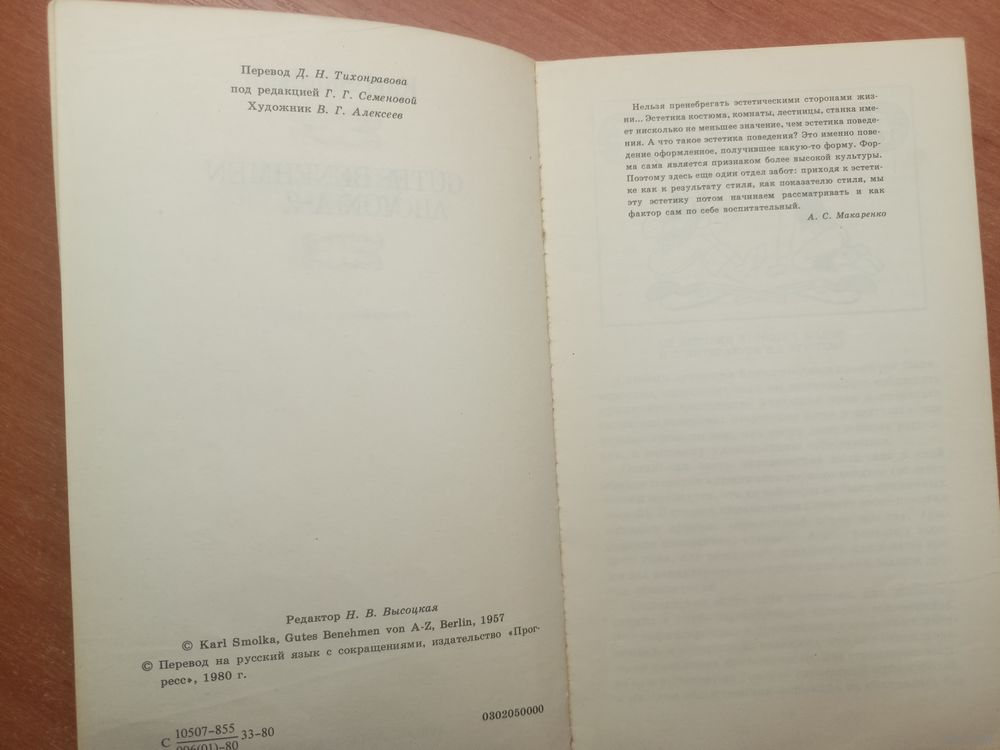 Перевод Д. Н. Тихонравова
под редакцией Г. Г. Семеновой
Художник В. Г. Алексеев
Редактор Н. В. Высоцкая
© Karl Smolka, Gutes Benehmen von A-Z, Berlin, 1957
© Перевод на русский язык с сокращениями, издательство «Прог-
ресс», 1980 г.
С 10507-855 33-80
006(01)-80
0302050000
Нельзя пренебрегать эстетическими сторонами жиз-
ни... Эстетика костюма, комнаты, лестницы, станка име-
ет нисколько не меньшее значение, чем эстетика поведе-
ния. А что такое эстетика поведения? Это именно пове-
дение оформленное, получившее какую-то форму. Фор-
ма сама является признаком более высокой культуры.
Поэтому здесь еще один отдел забот: приходя к эстети-
ке как к результату стиля, как показателю стиля, мы
эту эстетику потом начинаем рассматривать и как
фактор сам по себе воспитательный.
А. С. Макаренко